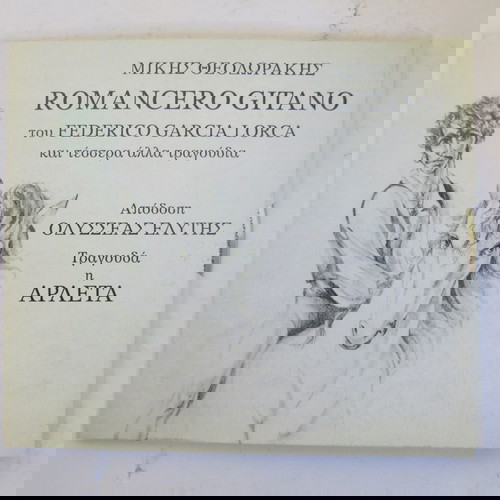 ΜΙΚΗΣ ΘΕΟΔΩΡΑΚΗΣ
ROMANCERO GITANO
του FEDERICO GARCIA LORCA
και τέσσερα άλλα τραγούδια
Απόδοση
ΟΔΥΣΣΕΑΣ ΕΛΥΤΗΣ
Τραγουδά
η
ΑΡΛΕΤΑ